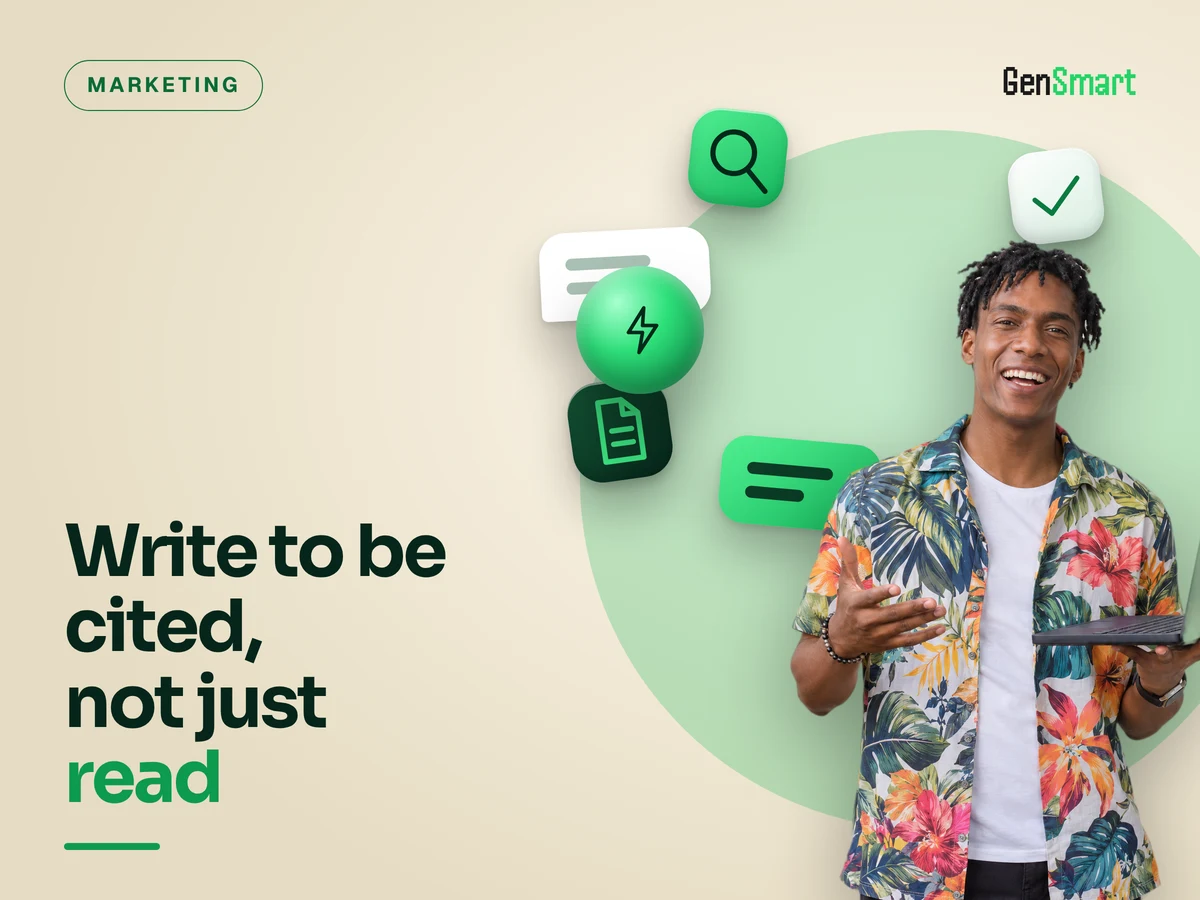 MARKETING
GenSmart
Write to be
cited,
not just
read